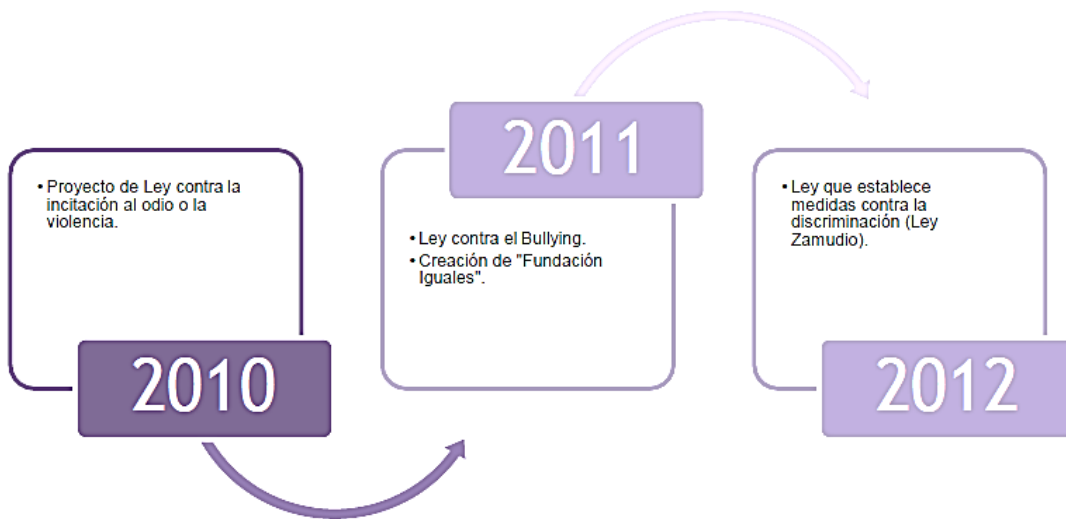 • Proyecto de Ley contra la
incitación al odio o la
violencia.
2010
2011
• Ley contra el Bullying.
• Creación de "Fundación
Iguales".
• Ley que establece
medidas contra la
discriminación (Ley
Zamudio).
2012